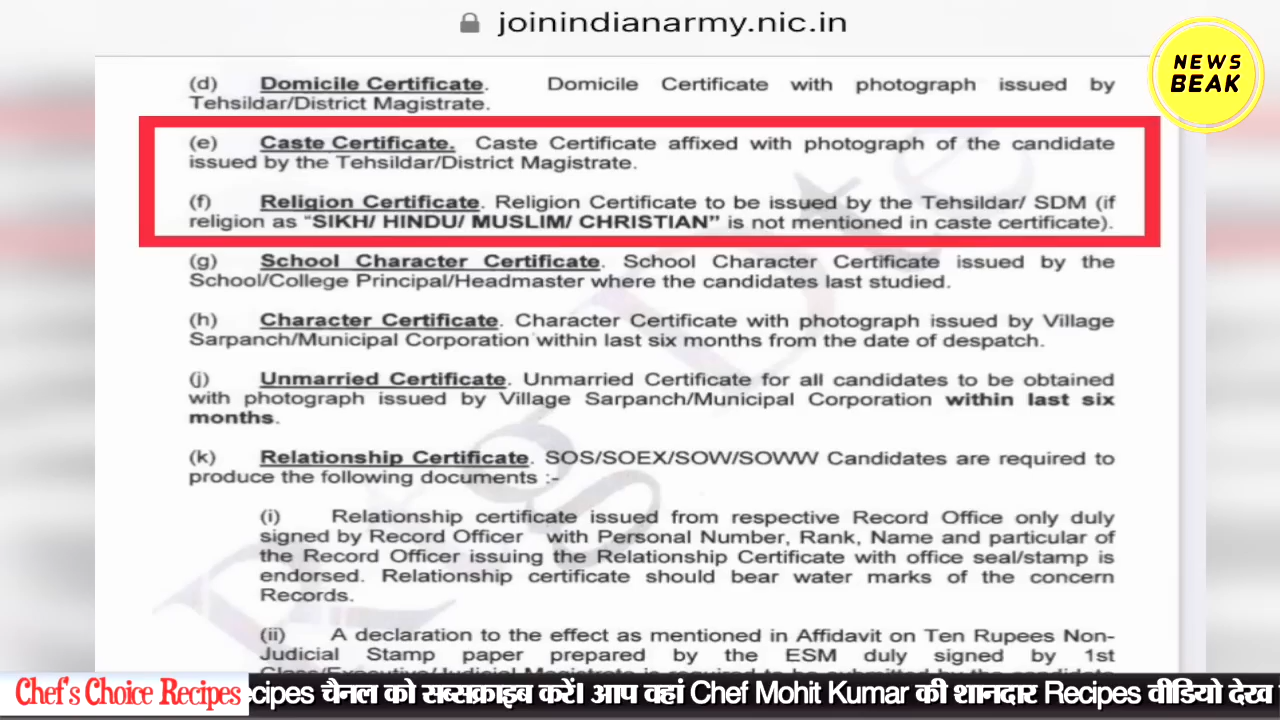 joinindianarmy.nic.in
NEWS
BEAK
(d) Domicile Certificate. Domicile Certificate with photograph issued by
Tehsildar/District Magistrate.
(e) Caste Certificate. Caste Certificate affixed with photograph of the candidate
issued by the Tehsildar/District Magistrate.
(f) Religion Certificate. Religion Certificate to be issued by the Tehsildar/ SDM (if
religion as “SIKH/ HINDU/ MUSLIM/ CHRISTIAN” is not mentioned in caste certificate).
(g) School Character Certificate. School Character Certificate issued by the
School/College Principal/Headmaster where the candidates last studied.
(h) Character Certificate. Character Certificate with photograph issued by Village
Sarpanch/Municipal Corporation within last six months from the date of despatch.
(j) Unmarried Certificate. Unmarried Certificate for all candidates to be obtained
with photograph issued by Village Sarpanch/Municipal Corporation within last six
months.
(k) Relationship Certificate. SOS/SOEX/SOW/SOWW Candidates are required to
produce the following documents :-
(i) Relationship certificate issued from respective Record Office only duly
signed by Record Officer with Personal Number, Rank, Name and particular of
the Record Officer issuing the Relationship Certificate with office seal/stamp is
endorsed. Relationship certificate should bear water marks of the concern
Records.
(ii) A declaration to the effect as mentioned in Affidavit on Ten Rupees Non-
Judicial Stamp paper prepared by the ESM duly signed by 1st
Chef's Choice Recipes
ecipes चैनल को सब्सक्राइब करें। आप वहां Chef Mohit Kumar की शानदार Recipes वीडियो देख